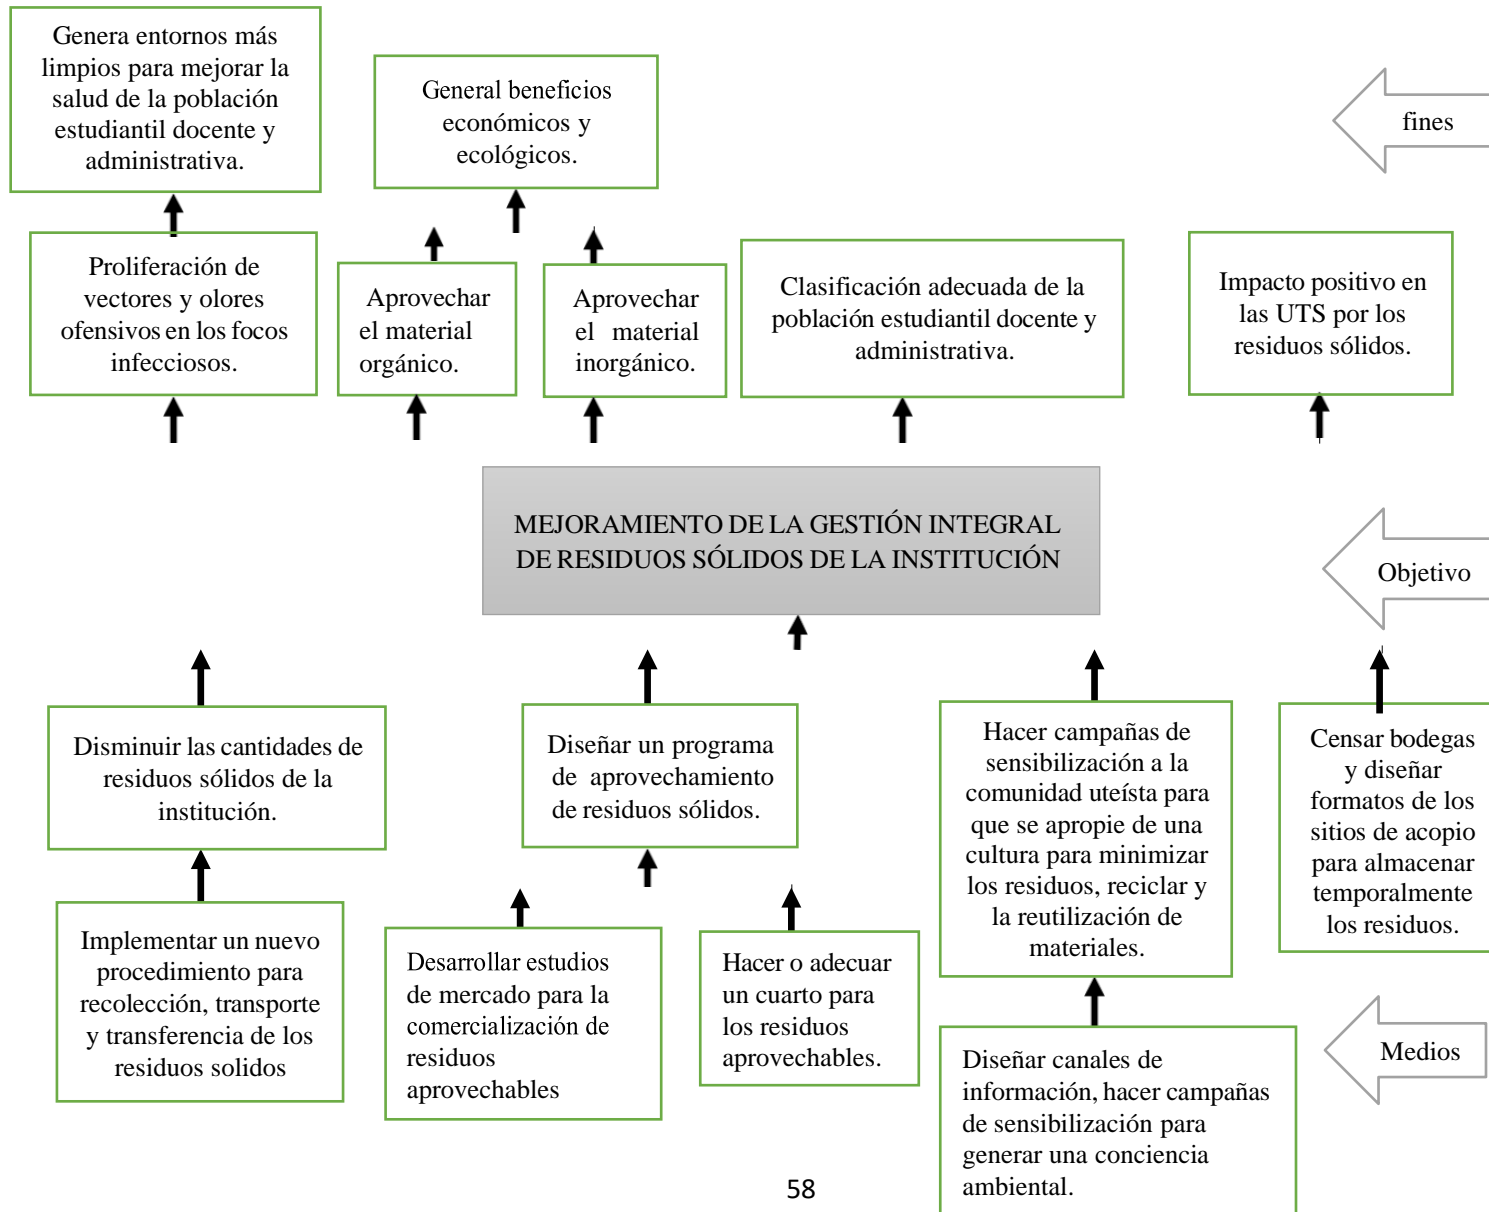 Genera entornos más
limpios para mejorar la
salud de la población
estudiantil docente y
administrativa.
General beneficios
económicos y
ecológicos.
fines
Proliferación de
vectores y olores
ofensivos en los focos
infecciosos.
Aprovechar
el material
orgánico.
Aprovechar
el material
inorgánico.
Clasificación adecuada de la
población estudiantil docente y
administrativa.
Impacto positivo en
las UTS por los
residuos sólidos.
MEJORAMIENTO DE LA GESTIÓN INTEGRAL
DE RESIDUOS SÓLIDOS DE LA INSTITUCIÓN
Objetivo
Disminuir las cantidades de
residuos sólidos de la
institución.
Diseñar un programa
de aprovechamiento
de residuos sólidos.
Hacer campañas de
sensibilización a la
comunidad uteísta para
que se apropie de una
cultura para minimizar
los residuos, reciclar y
la reutilización de
materiales.
Censar bodegas
y diseñar
formatos de los
sitios de acopio
para almacenar
temporalmente
los residuos.
Implementar un nuevo
procedimiento para
recolección, transporte
y transferencia de los
residuos solidos
Desarrollar estudios
de mercado para la
comercialización de
residuos
aprovechables
Hacer o adecuar
un cuarto para
los residuos
aprovechables.
Diseñar canales de
información, hacer campañas
de sensibilización para
generar una conciencia
ambiental.
Medios
58